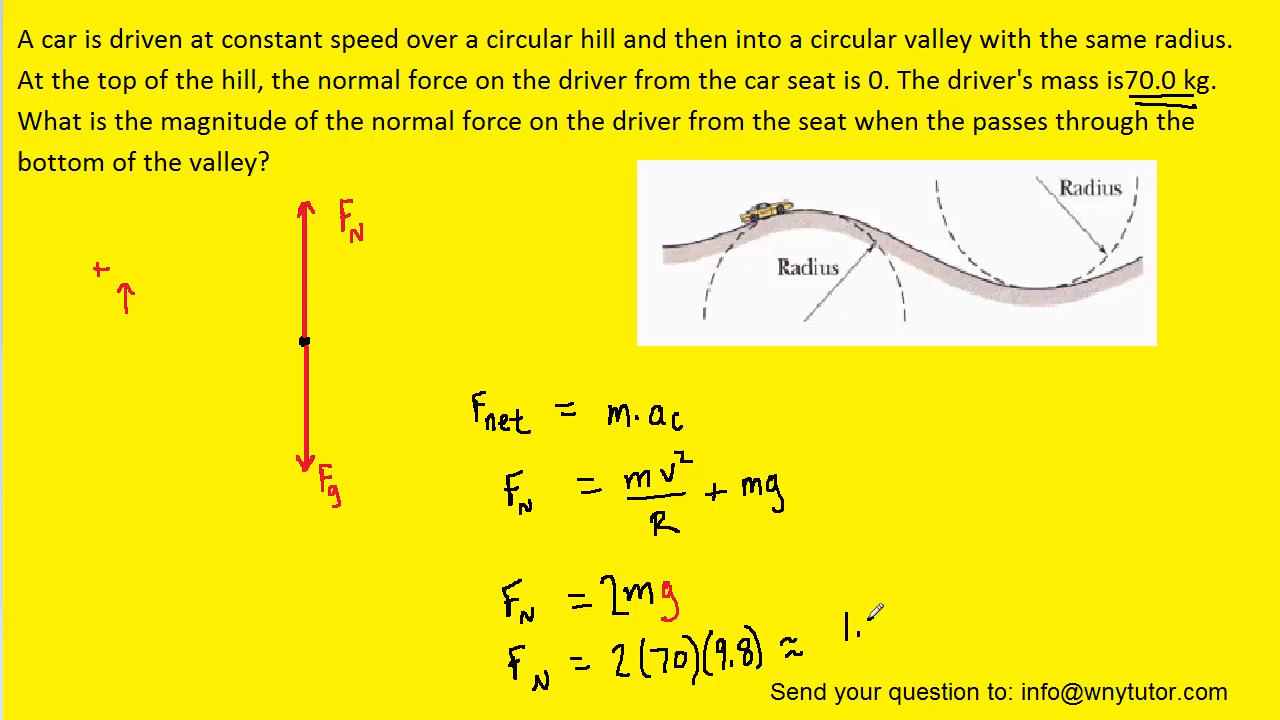 A car is driven at constant speed over a circular hill and then into a circular valley with the same radius.
At the top of the hill, the normal force on the driver from the car seat is 0. The driver's mass is70.0 kg.
What is the magnitude of the normal force on the driver from the seat when the passes through the
bottom of the valley?
F_N
+
↑
Radius
Radius
F_net = m·a_c
F_g
F_N = mv²/R + mg
F_N = 2mg
F_N = 2(70)(9.8) ≈ 1.
Send your question to: info@wnytutor.com